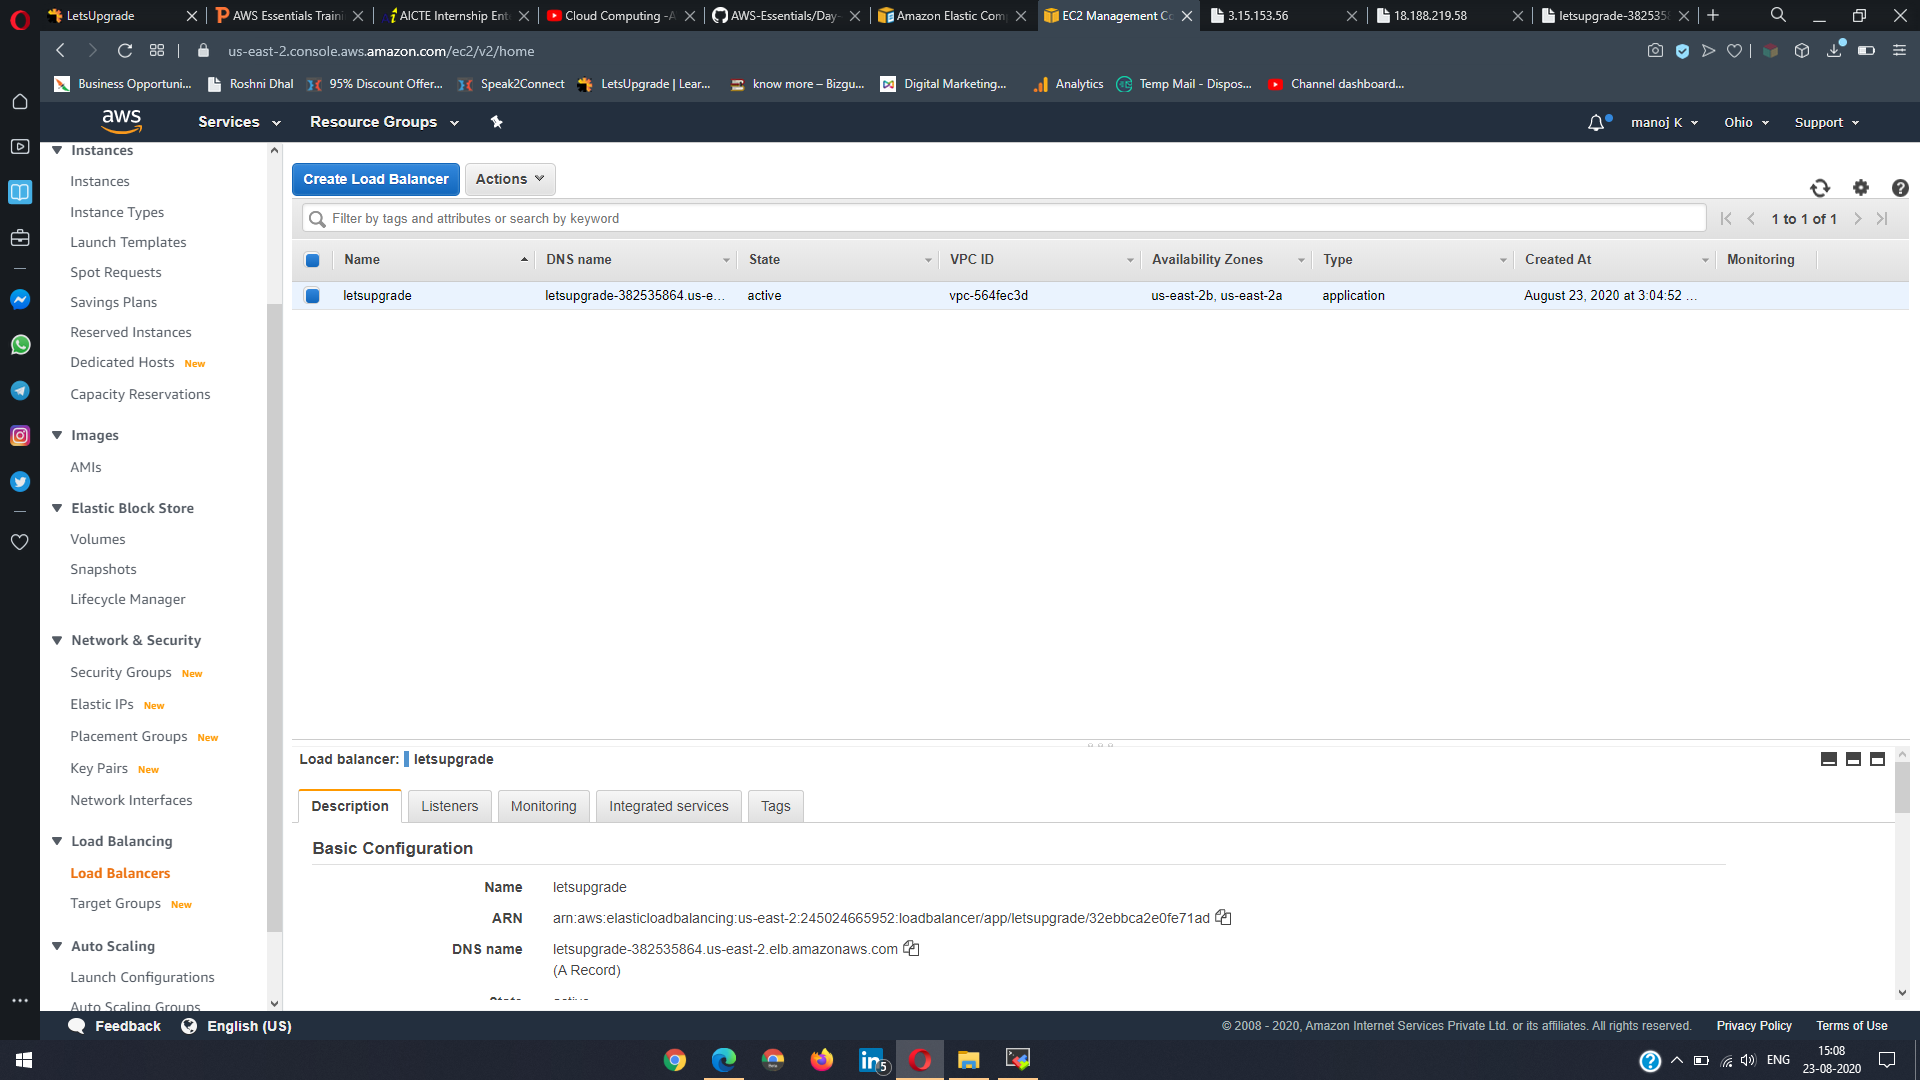 LetsUpgrade
AWS Essentials Traini
AICTE Internship Ent
Cloud Computing -A
AWS-Essentials/Day-
Amazon Elastic Com
EC2 Management Co
3.15.153.56
18.188.219.58
letsupgrade-382535
us-east-2.console.aws.amazon.com/ec2/v2/home
Business Opportuni...
Roshni Dhal
95% Discount Offer...
Speak2Connect
LetsUpgrade | Lear...
know more – Bizgu...
Digital Marketing...
Analytics
Temp Mail - Dispos...
Channel dashboard...
aws
Services
Resource Groups
manoj K
Ohio
Support
Instances
Instances
Instance Types
Launch Templates
Spot Requests
Savings Plans
Reserved Instances
Dedicated Hosts New
Capacity Reservations
Images
AMIs
Elastic Block Store
Volumes
Snapshots
Lifecycle Manager
Network & Security
Security Groups New
Elastic IPs New
Placement Groups New
Key Pairs New
Network Interfaces
Load Balancing
Load Balancers
Target Groups New
Auto Scaling
Launch Configurations
Auto Scaling Groups
Create Load Balancer
Actions
Filter by tags and attributes or search by keyword
1 to 1 of 1
Name DNS name State VPC ID Availability Zones Type Created At Monitoring
letsupgrade letsupgrade-382535864.us-e... active vpc-564fec3d us-east-2b, us-east-2a application August 23, 2020 at 3:04:52 ...
Load balancer: letsupgrade
Description
Listeners
Monitoring
Integrated services
Tags
Basic Configuration
Name letsupgrade
ARN arn:aws:elasticloadbalancing:us-east-2:245024665952:loadbalancer/app/letsupgrade/32ebbca2e0fe71ad
DNS name letsupgrade-382535864.us-east-2.elb.amazonaws.com
(A Record)
Feedback
English (US)
© 2008 - 2020, Amazon Internet Services Private Ltd. or its affiliates. All rights reserved.
Privacy Policy
Terms of Use
5
ENG
15:08
23-08-2020